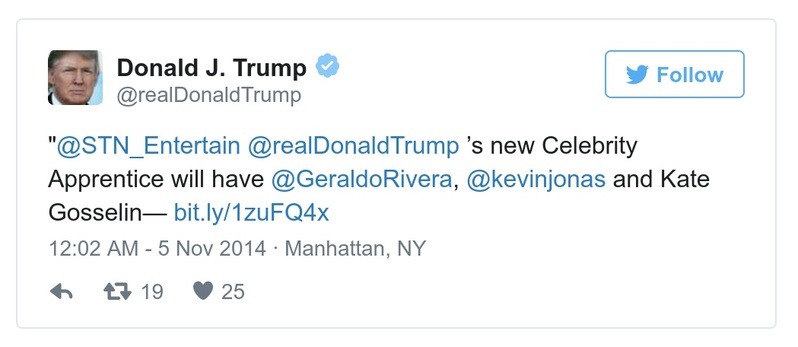 Donald J. Trump
@realDonaldTrump
Follow
"@STN_Entertain @realDonaldTrump ’s new Celebrity
Apprentice will have @GeraldoRivera, @kevinjonas and Kate
Gosselin— bit.ly/1zuFQ4x
12:02 AM - 5 Nov 2014 · Manhattan, NY
19 25